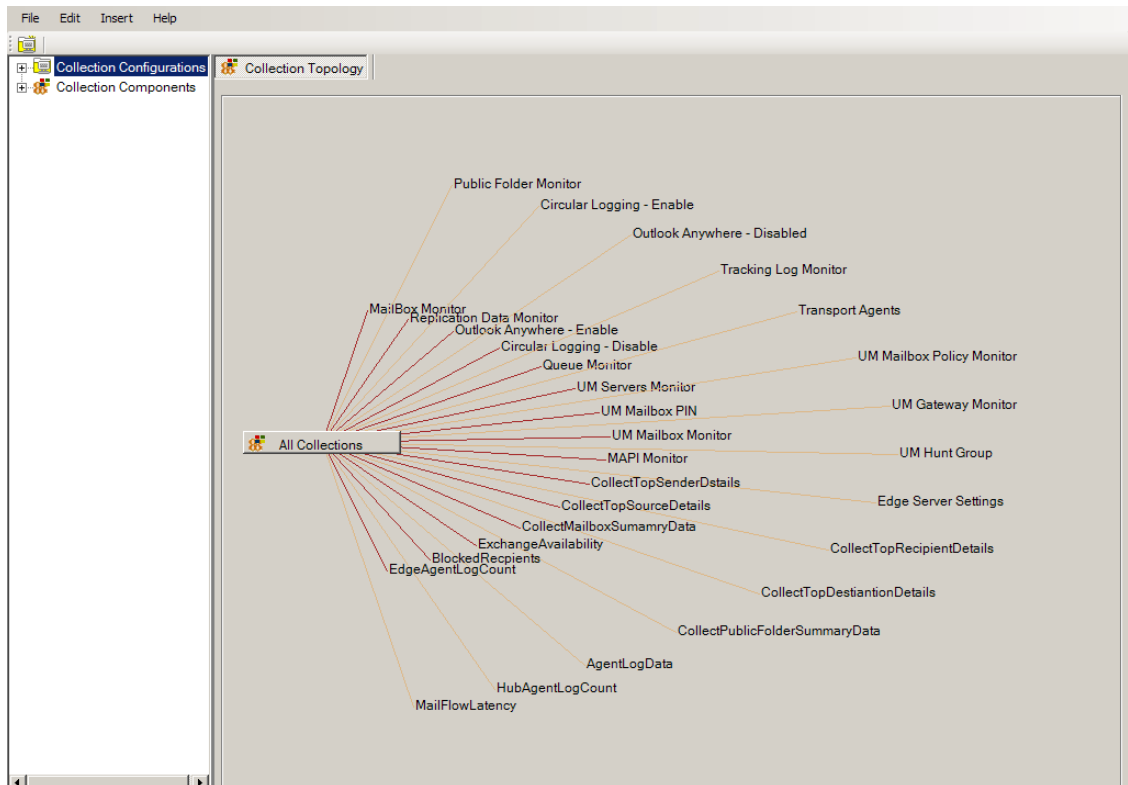 File Edit Insert Help
Collection Configurations
Collection Components
Collection Topology
Public Folder Monitor
Circular Logging - Enable
Outlook Anywhere - Disabled
Tracking Log Monitor
MailBox Monitor
Transport Agents
Replication Data Monitor
Outlook Anywhere - Enable
Circular Logging - Disable
UM Mailbox Policy Monitor
Queue Monitor
UM Servers Monitor
UM Gateway Monitor
UM Mailbox PIN
UM Mailbox Monitor
All Collections
UM Hunt Group
MAPI Monitor
CollectTopSenderDstails
Edge Server Settings
CollectTopSourceDetails
CollectMailboxSumamryData
ExchangeAvailability
CollectTopRecipientDetails
BlockedRecpients
EdgeAgentLogCount
CollectTopDestiantionDetails
CollectPublicFolderSummaryData
AgentLogData
HubAgentLogCount
MailFlowLatency